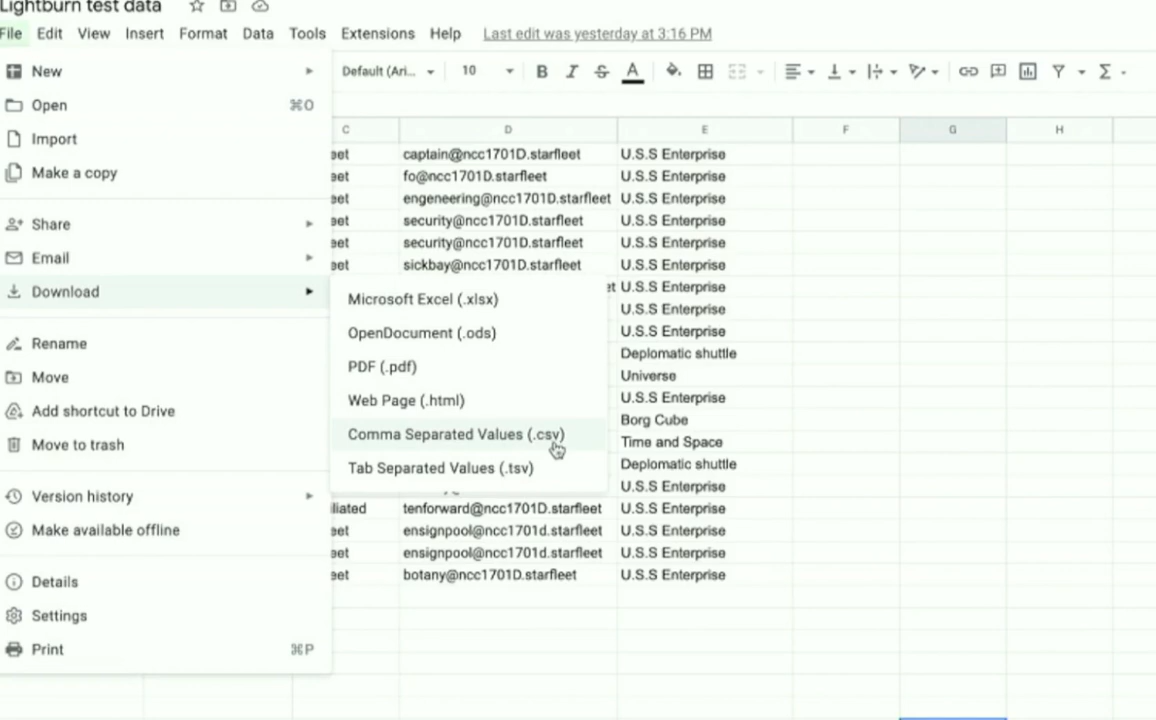 Lightburn test data
File Edit View Insert Format Data Tools Extensions Help Last edit was yesterday at 3:16 PM
New
Open ⌘O
Import
Make a copy
Share
Email
Download
Rename
Move
Add shortcut to Drive
Move to trash
Version history
Make available offline
Details
Settings
Print ⌘P
Microsoft Excel (.xlsx)
OpenDocument (.ods)
PDF (.pdf)
Web Page (.html)
Comma Separated Values (.csv)
Tab Separated Values (.tsv)
Default (Ari... 10 B I S A
C D E F G H
eet captain@ncc1701D.starfleet U.S.S Enterprise
eet fo@ncc1701D.starfleet U.S.S Enterprise
eet engeneering@ncc1701D.starfleet U.S.S Enterprise
eet security@ncc1701D.starfleet U.S.S Enterprise
eet security@ncc1701D.starfleet U.S.S Enterprise
eet sickbay@ncc1701D.starfleet U.S.S Enterprise
et U.S.S Enterprise
U.S.S Enterprise
U.S.S Enterprise
Deplomatic shuttle
Universe
U.S.S Enterprise
Borg Cube
Time and Space
Deplomatic shuttle
U.S.S Enterprise
iliated tenforward@ncc1701D.starfleet U.S.S Enterprise
eet ensignpool@ncc1701d.starfleet U.S.S Enterprise
eet ensignpool@ncc1701d.starfleet U.S.S Enterprise
eet botany@ncc1701D.starfleet U.S.S Enterprise